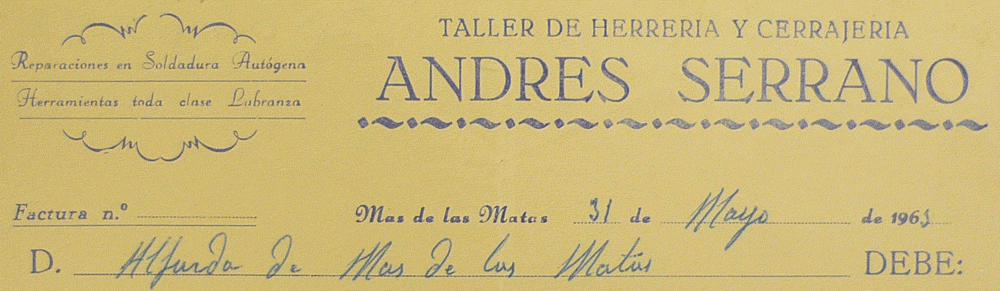 TALLER DE HERRERIA Y CERRAJERIA
ANDRES SERRANO
Reparaciones en Soldadura Autógena
Herramientas toda clase Labranza
Factura n.º
Mas de las Matas 31 de Mayo de 1963
D. Alfarda de Mas de las Matas DEBE: